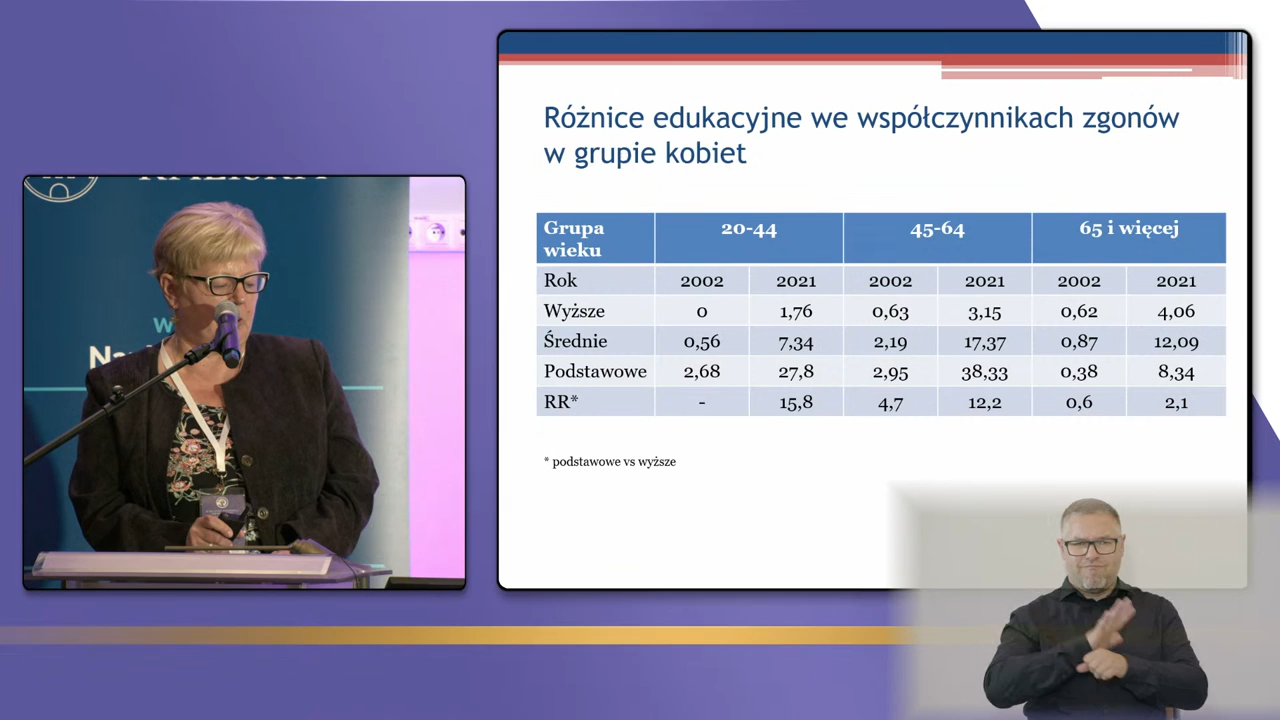 Różnice edukacyjne we współczynnikach zgonów
w grupie kobiet
Grupa wieku 20-44 45-64 65 i więcej
Rok 2002 2021 2002 2021 2002 2021
Wyższe 0 1,76 0,63 3,15 0,62 4,06
Średnie 0,56 7,34 2,19 17,37 0,87 12,09
Podstawowe 2,68 27,8 2,95 38,33 0,38 8,34
RR* - 15,8 4,7 12,2 0,6 2,1
* podstawowe vs wyższe